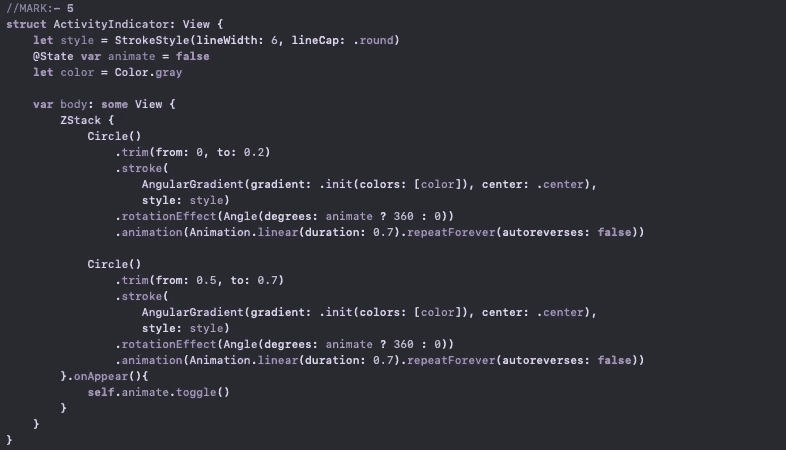 //MARK:- 5
struct ActivityIndicator: View {
    let style = StrokeStyle(lineWidth: 6, lineCap: .round)
    @State var animate = false
    let color = Color.gray

    var body: some View {
        ZStack {
            Circle()
                .trim(from: 0, to: 0.2)
                .stroke(
                    AngularGradient(gradient: .init(colors: [color]), center: .center),
                    style: style)
                .rotationEffect(Angle(degrees: animate ? 360 : 0))
                .animation(Animation.linear(duration: 0.7).repeatForever(autoreverses: false))

            Circle()
                .trim(from: 0.5, to: 0.7)
                .stroke(
                    AngularGradient(gradient: .init(colors: [color]), center: .center),
                    style: style)
                .rotationEffect(Angle(degrees: animate ? 360 : 0))
                .animation(Animation.linear(duration: 0.7).repeatForever(autoreverses: false))
        }.onAppear(){
            self.animate.toggle()
        }
    }
}